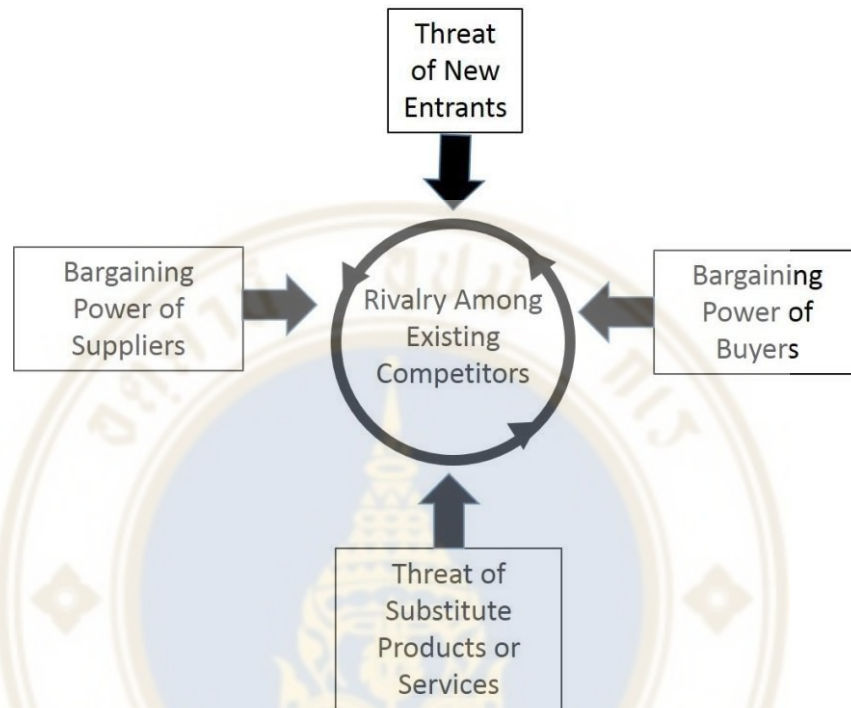 Threat
of New
Entrants
Bargaining
Power of
Suppliers
Rivalry Among
Existing
Competitors
Bargaining
Power of
Buyers
Threat of
Substitute
Products or
Services